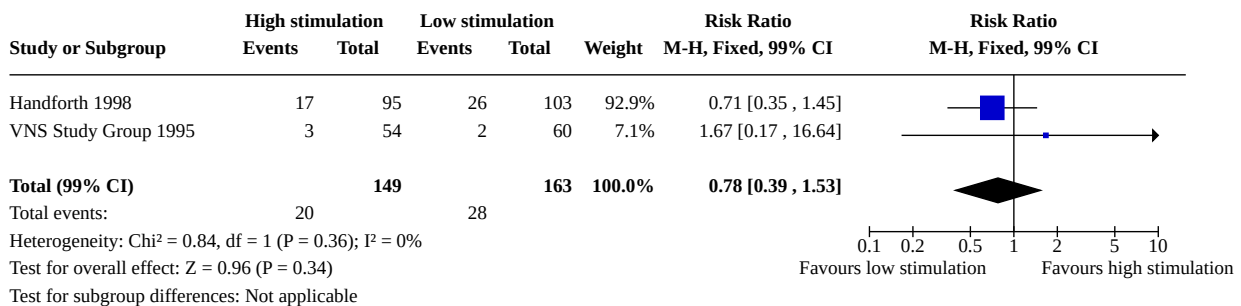 High stimulation Low stimulation Risk Ratio Risk Ratio
Study or Subgroup Events Total Events Total Weight M-H, Fixed, 99% CI M-H, Fixed, 99% CI
Handforth 1998 17 95 26 103 92.9% 0.71 [0.35 , 1.45]
VNS Study Group 1995 3 54 2 60 7.1% 1.67 [0.17 , 16.64]
Total (99% CI) 149 163 100.0% 0.78 [0.39 , 1.53]
Total events: 20 28
Heterogeneity: Chi² = 0.84, df = 1 (P = 0.36); I² = 0%
0.1 0.2 0.5 1 2 5 10
Test for overall effect: Z = 0.96 (P = 0.34)
Favours low stimulation Favours high stimulation
Test for subgroup differences: Not applicable